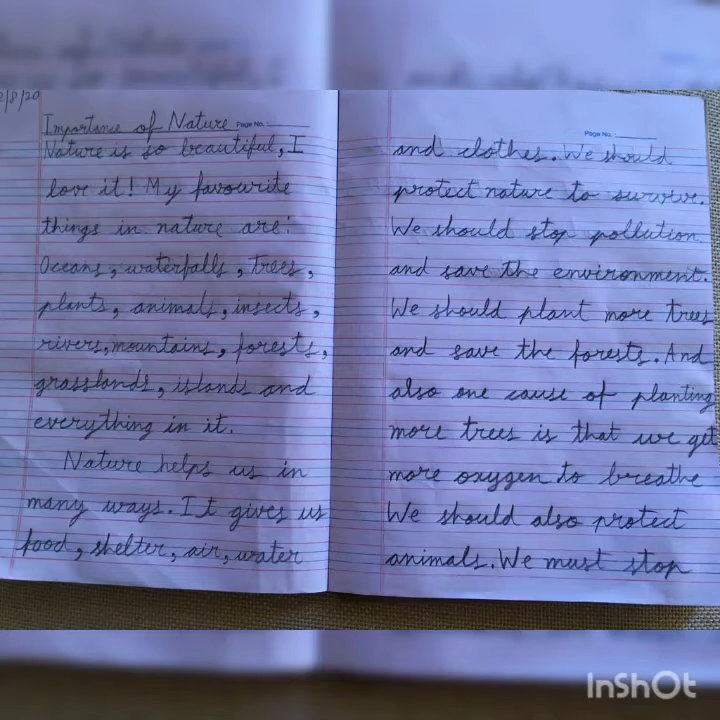 2/8/20
Importance of Nature Page No.:
Nature is so beautiful, I
love it! My favourite
things in nature are:
Oceans, waterfalls, trees,
plants, animals, insects,
rivers, mountains, forests,
grasslands, islands and
everything in it.
Nature helps us in
many ways. It gives us
food, shelter, air, water
Page No.:
and clothes. We should
protect nature to survive.
We should stop pollution
and save the environment.
We should plant more trees
and save the forests. And
also one cause of planting
more trees is that we get
more oxygen to breathe
We should also protect
animals. We must stop
InShOt